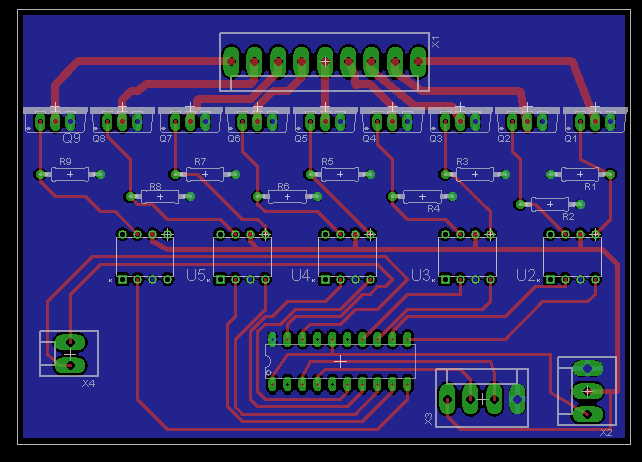 X1
Q9 Q8 Q7 Q6 Q5 Q4 Q3 Q2 Q1
R9 R7 R5 R3 R1
R8 R6 R4 R2
U5 U4 U3 U2
X4 X3 X2